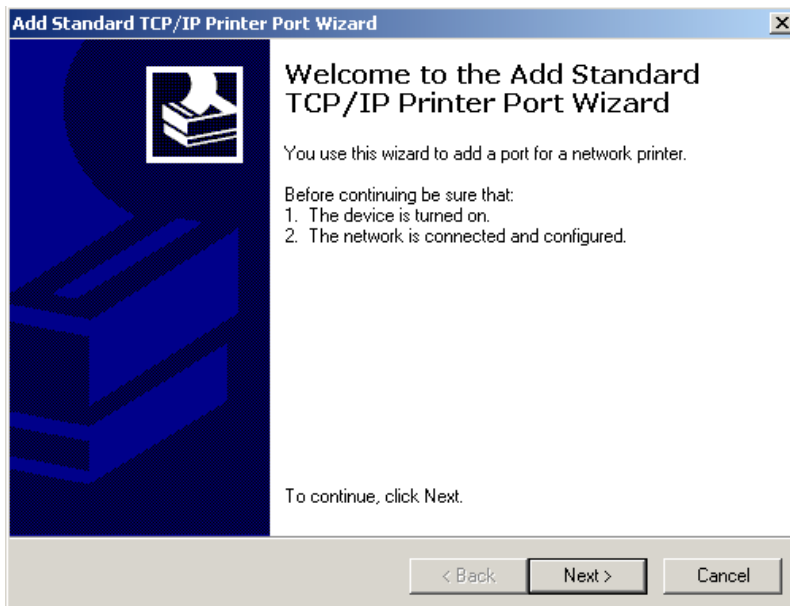 Add Standard TCP/IP Printer Port Wizard
Welcome to the Add Standard
TCP/IP Printer Port Wizard
You use this wizard to add a port for a network printer.
Before continuing be sure that:
1. The device is turned on.
2. The network is connected and configured.
To continue, click Next.
< Back
Next >
Cancel